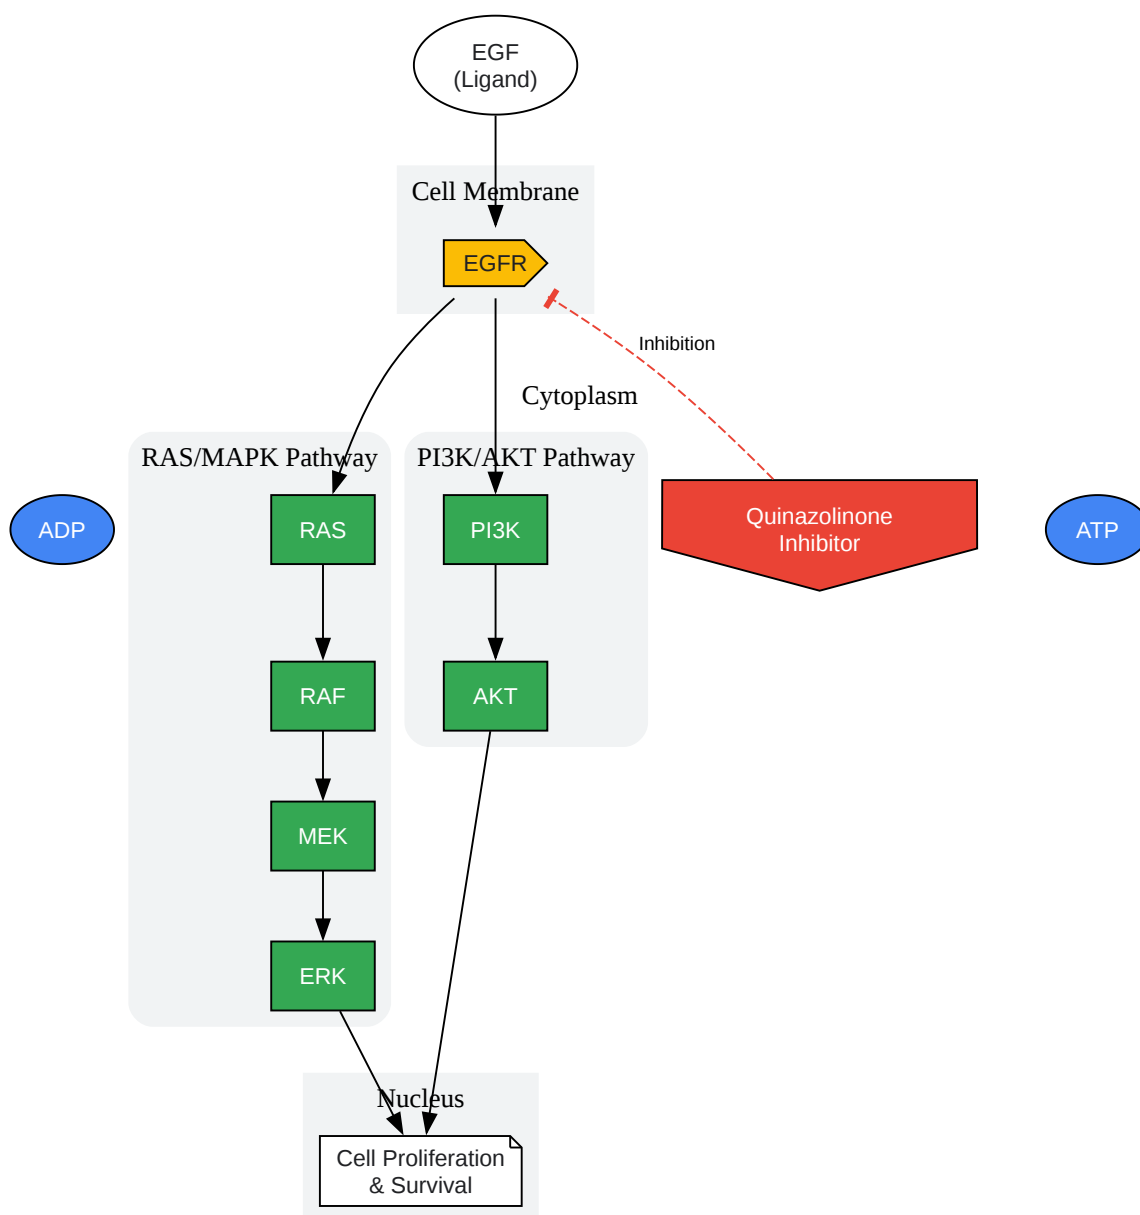 EGF
(Ligand)
Cell Membrane
EGFR
Inhibition
Cytoplasm
RAS/MAPK Pathway
PI3K/AKT Pathway
ADP
RAS
PI3K
Quinazolinone
Inhibitor
ATP
RAF
AKT
MEK
ERK
Nucleus
Cell Proliferation
& Survival